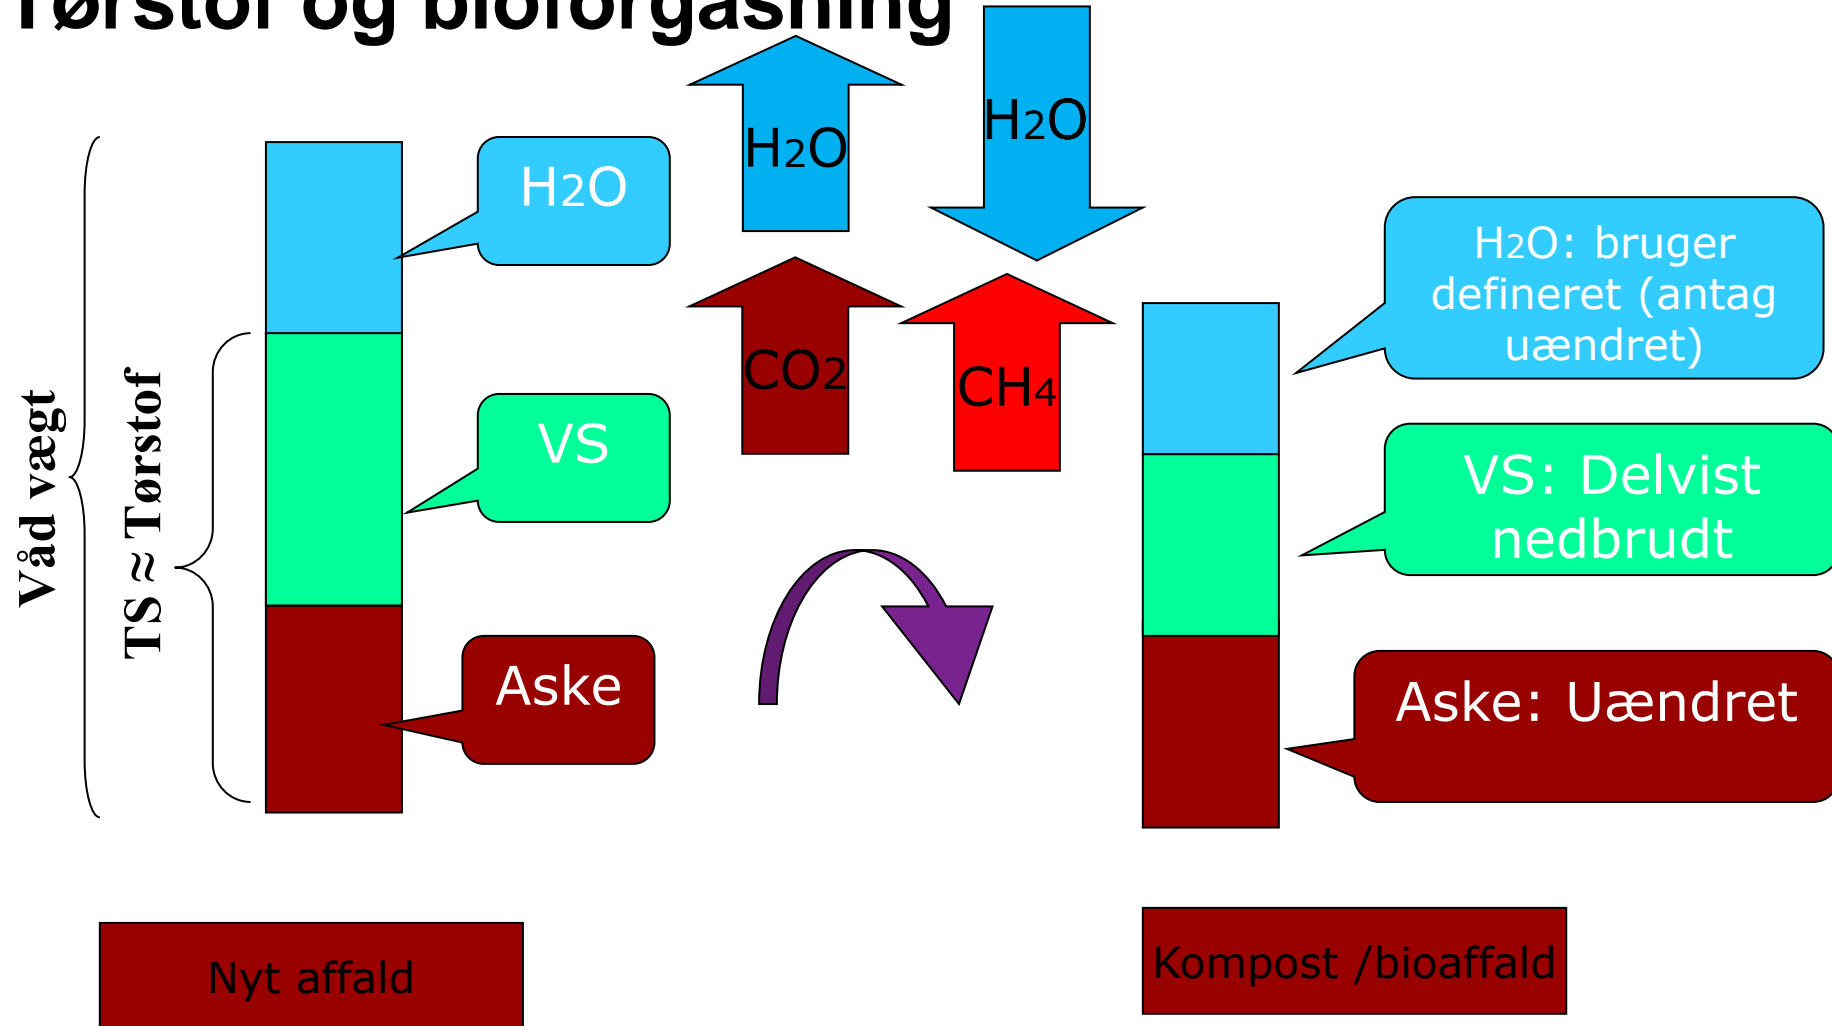 Tørstof og bioforgasning
H2O
H2O
H2O
H2O: bruger
defineret (antag
uændret)
CO2
CH4
Våd vægt
TS ≈ Tørstof
VS
VS: Delvist
nedbrudt
Aske
Aske: Uændret
Nyt affald
Kompost /bioaffald